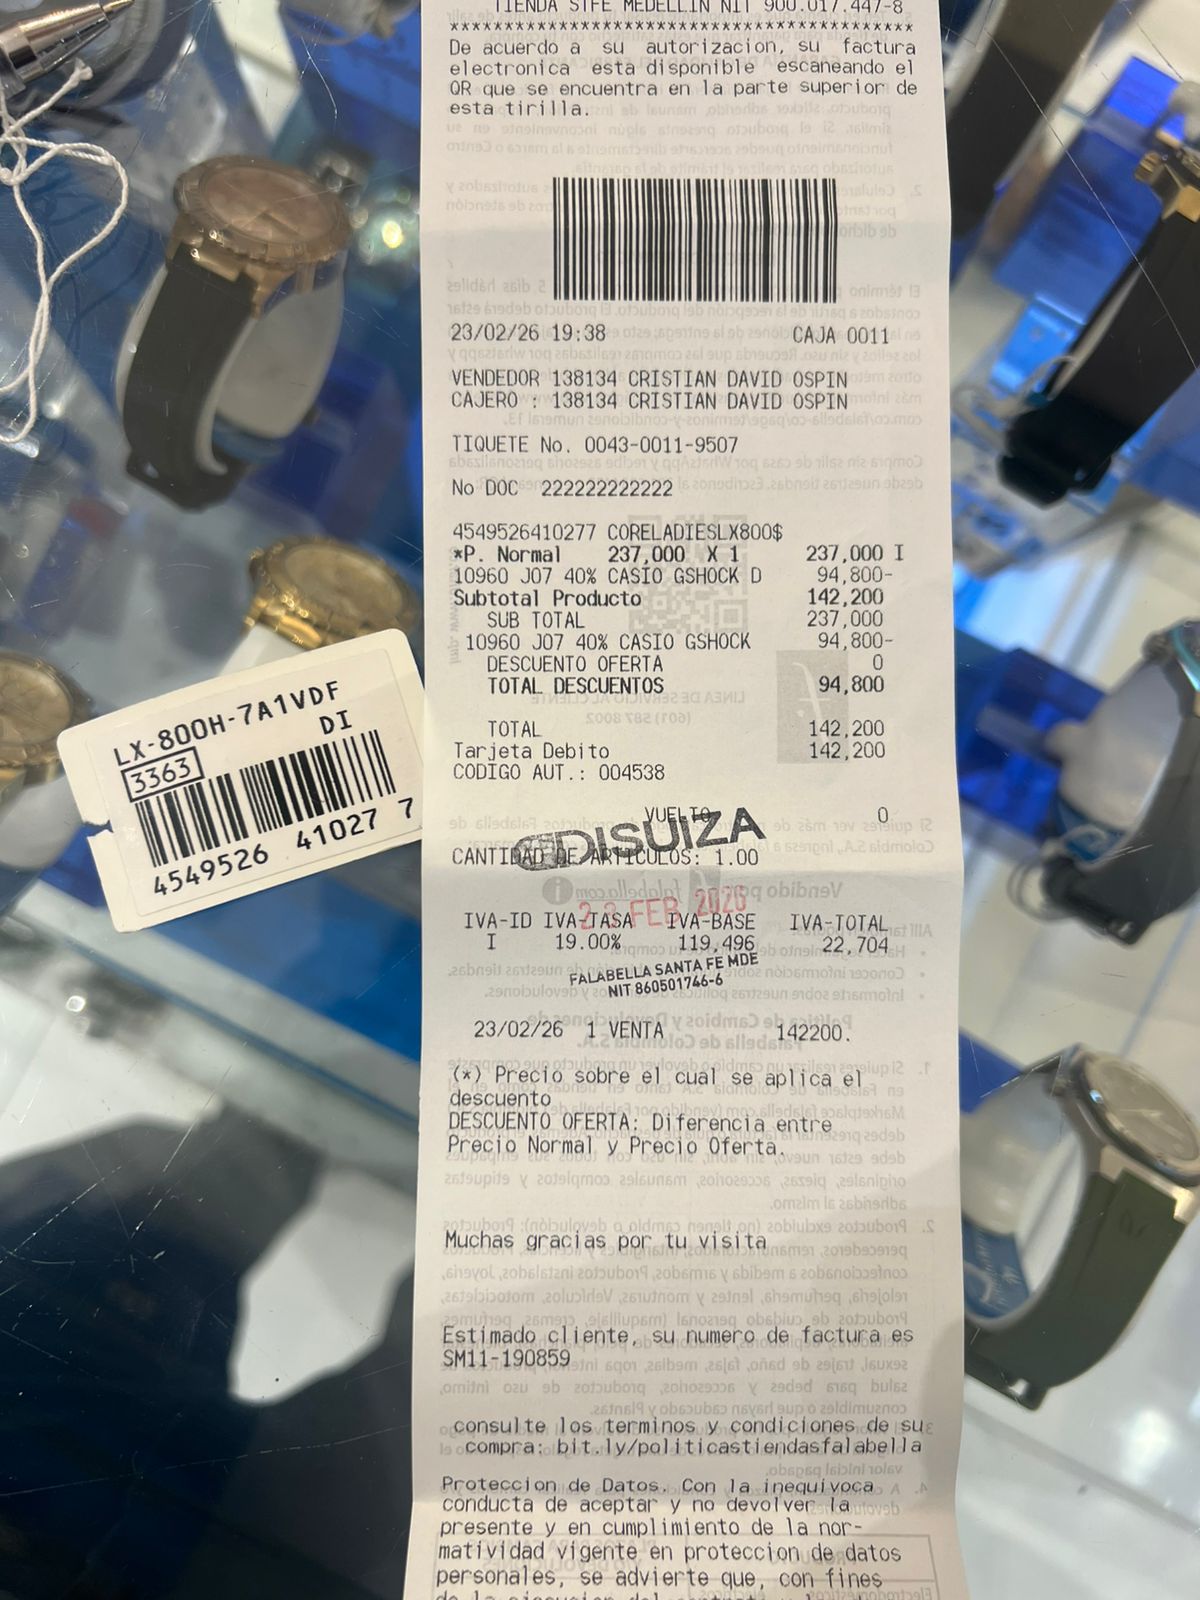 TIENDA STFE MEDELLIN NIT 900.017.447-8
****************************************
De acuerdo a su autorizacion, su factura
electronica esta disponible escaneando el
QR que se encuentra en la parte superior de
esta tirilla.
23/02/26 19:38 CAJA 0011
VENDEDOR 138134 CRISTIAN DAVID OSPIN
CAJERO : 138134 CRISTIAN DAVID OSPIN
TIQUETE No. 0043-0011-9507
No DOC 222222222222
4549526410277 CORELADIESLX800$
*P. Normal 237,000 X 1 237,000 I
10960 J07 40% CASIO GSHOCK D 94,800-
Subtotal Producto 142,200
SUB TOTAL 237,000
10960 J07 40% CASIO GSHOCK 94,800-
DESCUENTO OFERTA 0
TOTAL DESCUENTOS 94,800
TOTAL 142,200
Tarjeta Debito 142,200
CODIGO AUT.: 004538
VUELTO 0
DISUIZA
CANTIDAD DE ARTICULOS: 1.00
23 FEB 2026
IVA-ID IVA-TASA IVA-BASE IVA-TOTAL
I 19.00% 119,496 22,704
FALABELLA SANTA FE MDE
NIT 860501746-6
23/02/26 1 VENTA 142200.
(*) Precio sobre el cual se aplica el
descuento
DESCUENTO OFERTA: Diferencia entre
Precio Normal y Precio Oferta.
Muchas gracias por tu visita
Estimado cliente, su numero de factura es
SM11-190859
consulte los terminos y condiciones de su
compra: bit.ly/politicastiendasfalabella
Proteccion de Datos. Con la inequivoca
conducta de aceptar y no devolver la
presente y en cumplimiento de la nor-
matividad vigente en proteccion de datos
personales, se advierte que, con fines
LX-800H-7A1VDF
DI
3363
4549526 41027 7